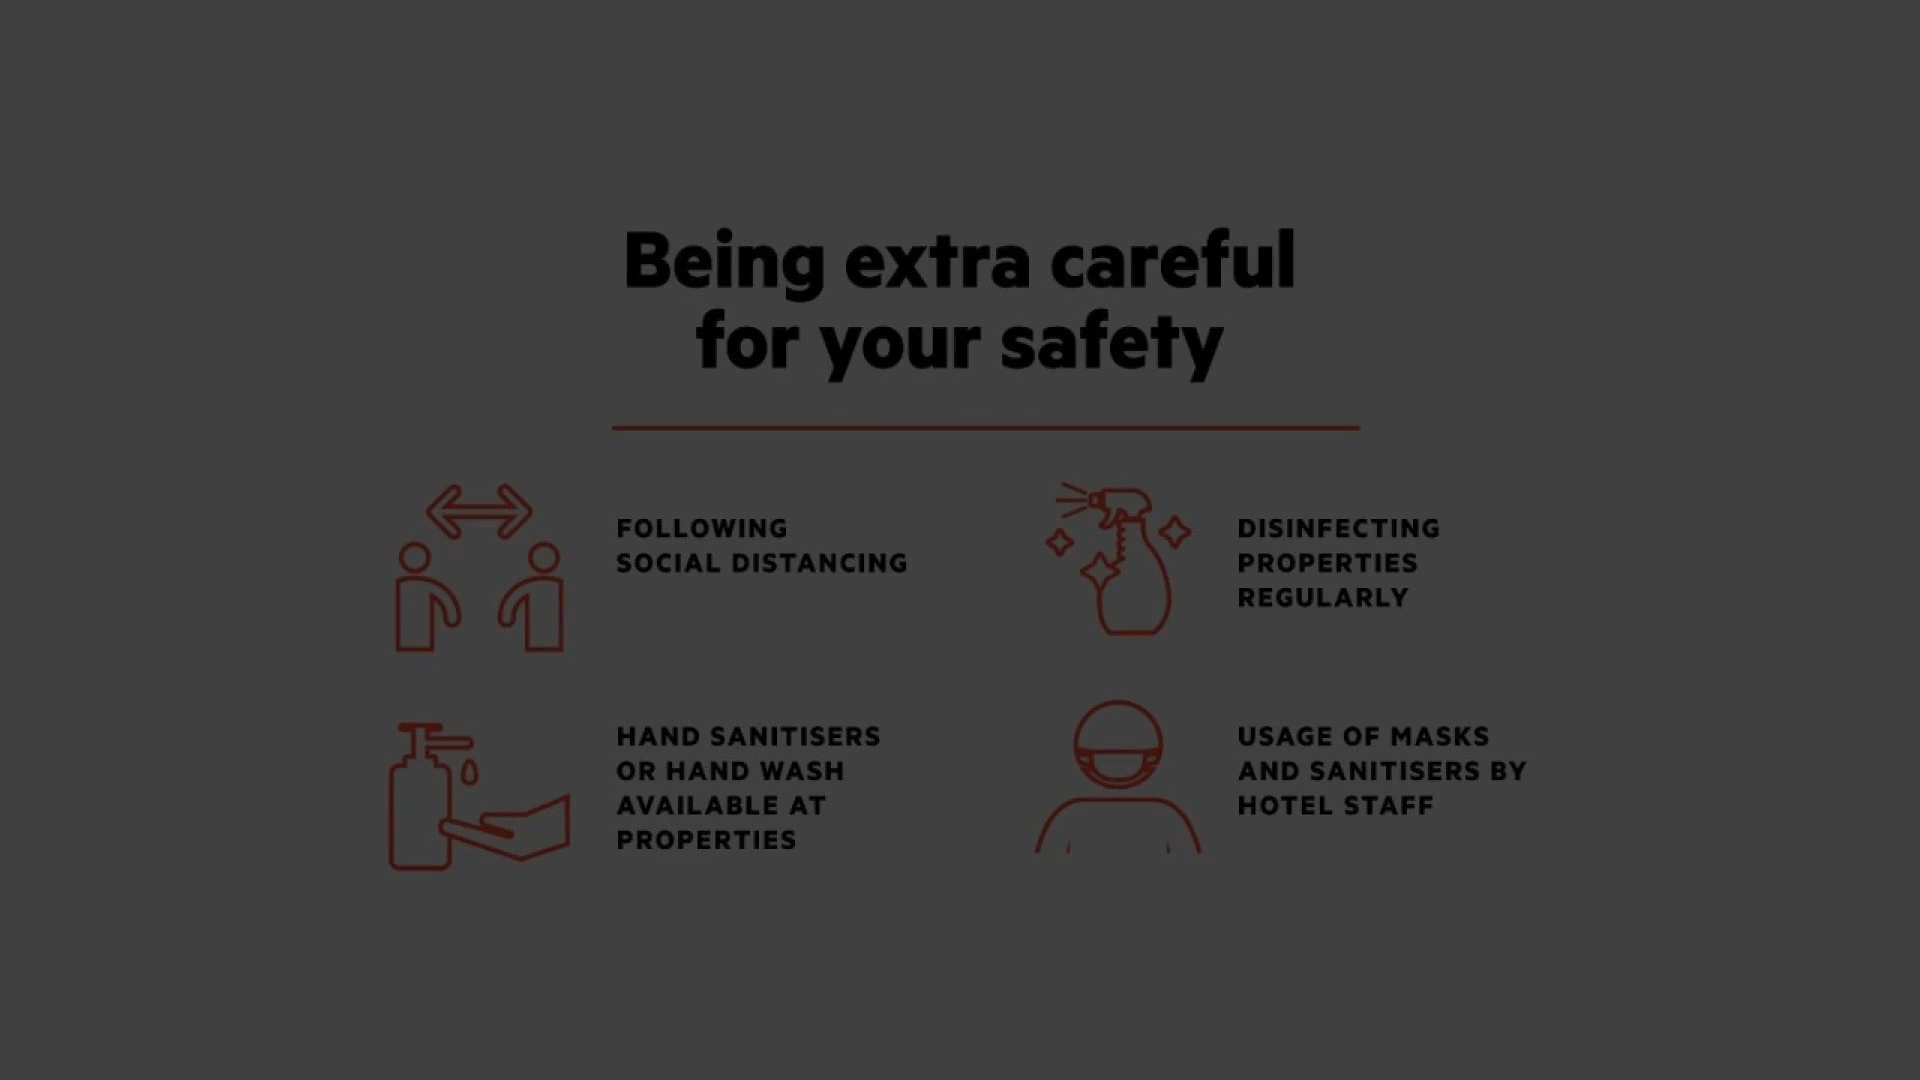 Being extra careful
for your safety
FOLLOWING
SOCIAL DISTANCING
DISINFECTING
PROPERTIES
REGULARLY
HAND SANITISERS
OR HAND WASH
AVAILABLE AT
PROPERTIES
USAGE OF MASKS
AND SANITISERS BY
HOTEL STAFF